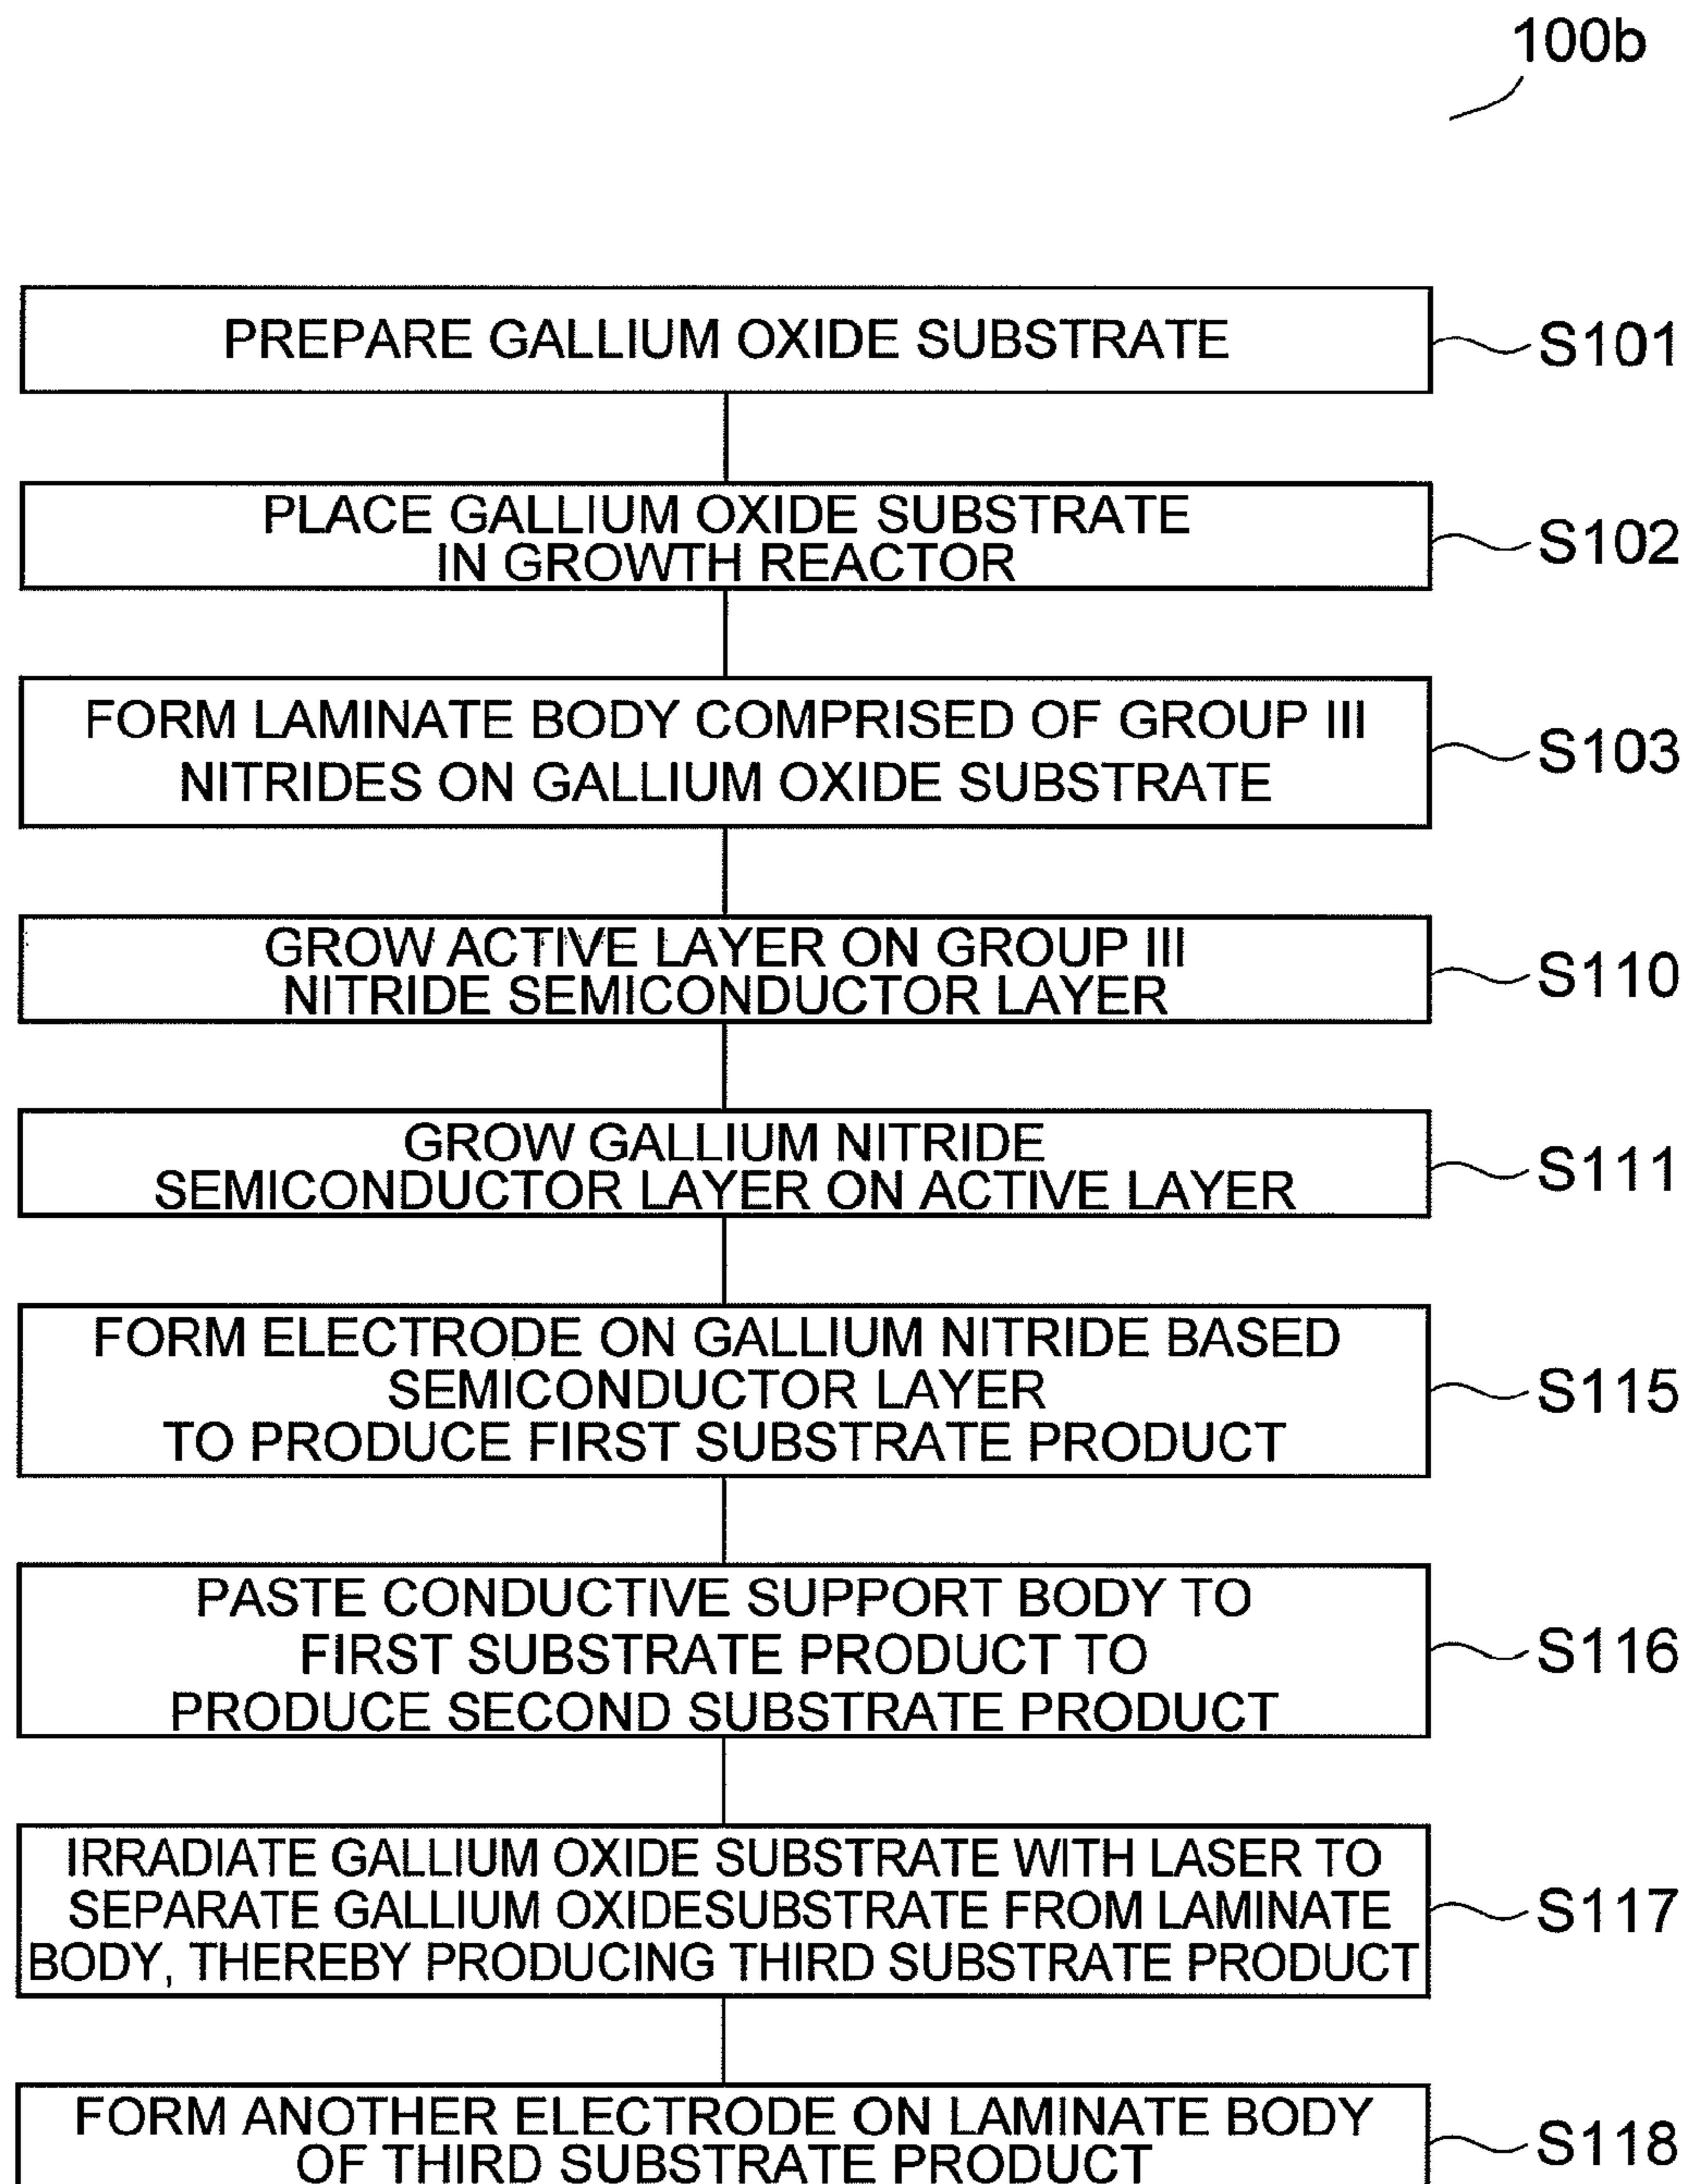 100b
PREPARE GALLIUM OXIDE SUBSTRATE
S101
PLACE GALLIUM OXIDE SUBSTRATE
IN GROWTH REACTOR
S102
FORM LAMINATE BODY COMPRISED OF GROUP III
NITRIDES ON GALLIUM OXIDE SUBSTRATE
S103
GROW ACTIVE LAYER ON GROUP III
NITRIDE SEMICONDUCTOR LAYER
S110
GROW GALLIUM NITRIDE
SEMICONDUCTOR LAYER ON ACTIVE LAYER
S111
FORM ELECTRODE ON GALLIUM NITRIDE BASED
SEMICONDUCTOR LAYER
TO PRODUCE FIRST SUBSTRATE PRODUCT
S115
PASTE CONDUCTIVE SUPPORT BODY TO
FIRST SUBSTRATE PRODUCT TO
PRODUCE SECOND SUBSTRATE PRODUCT
S116
IRRADIATE GALLIUM OXIDE SUBSTRATE WITH LASER TO
SEPARATE GALLIUM OXIDESUBSTRATE FROM LAMINATE
BODY, THEREBY PRODUCING THIRD SUBSTRATE PRODUCT
S117
FORM ANOTHER ELECTRODE ON LAMINATE BODY
OF THIRD SUBSTRATE PRODUCT
S118